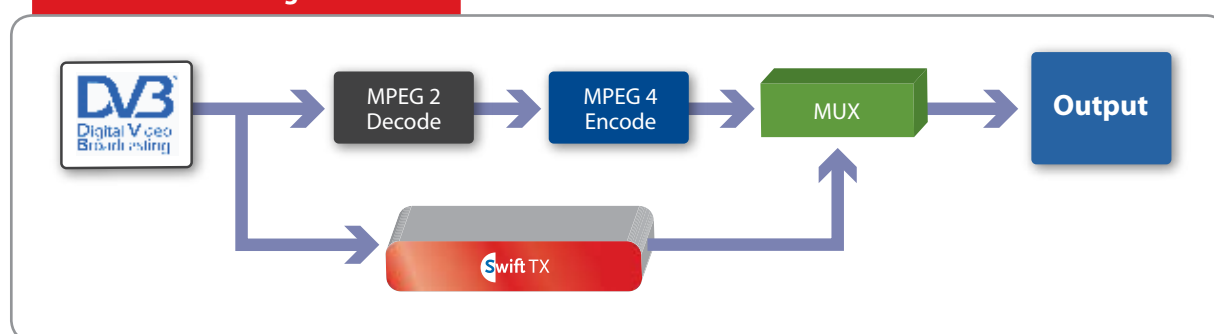 DVB
Digital Video
Broadcasting
MPEG 2
Decode
MPEG 4
Encode
MUX
Output
Swift TX